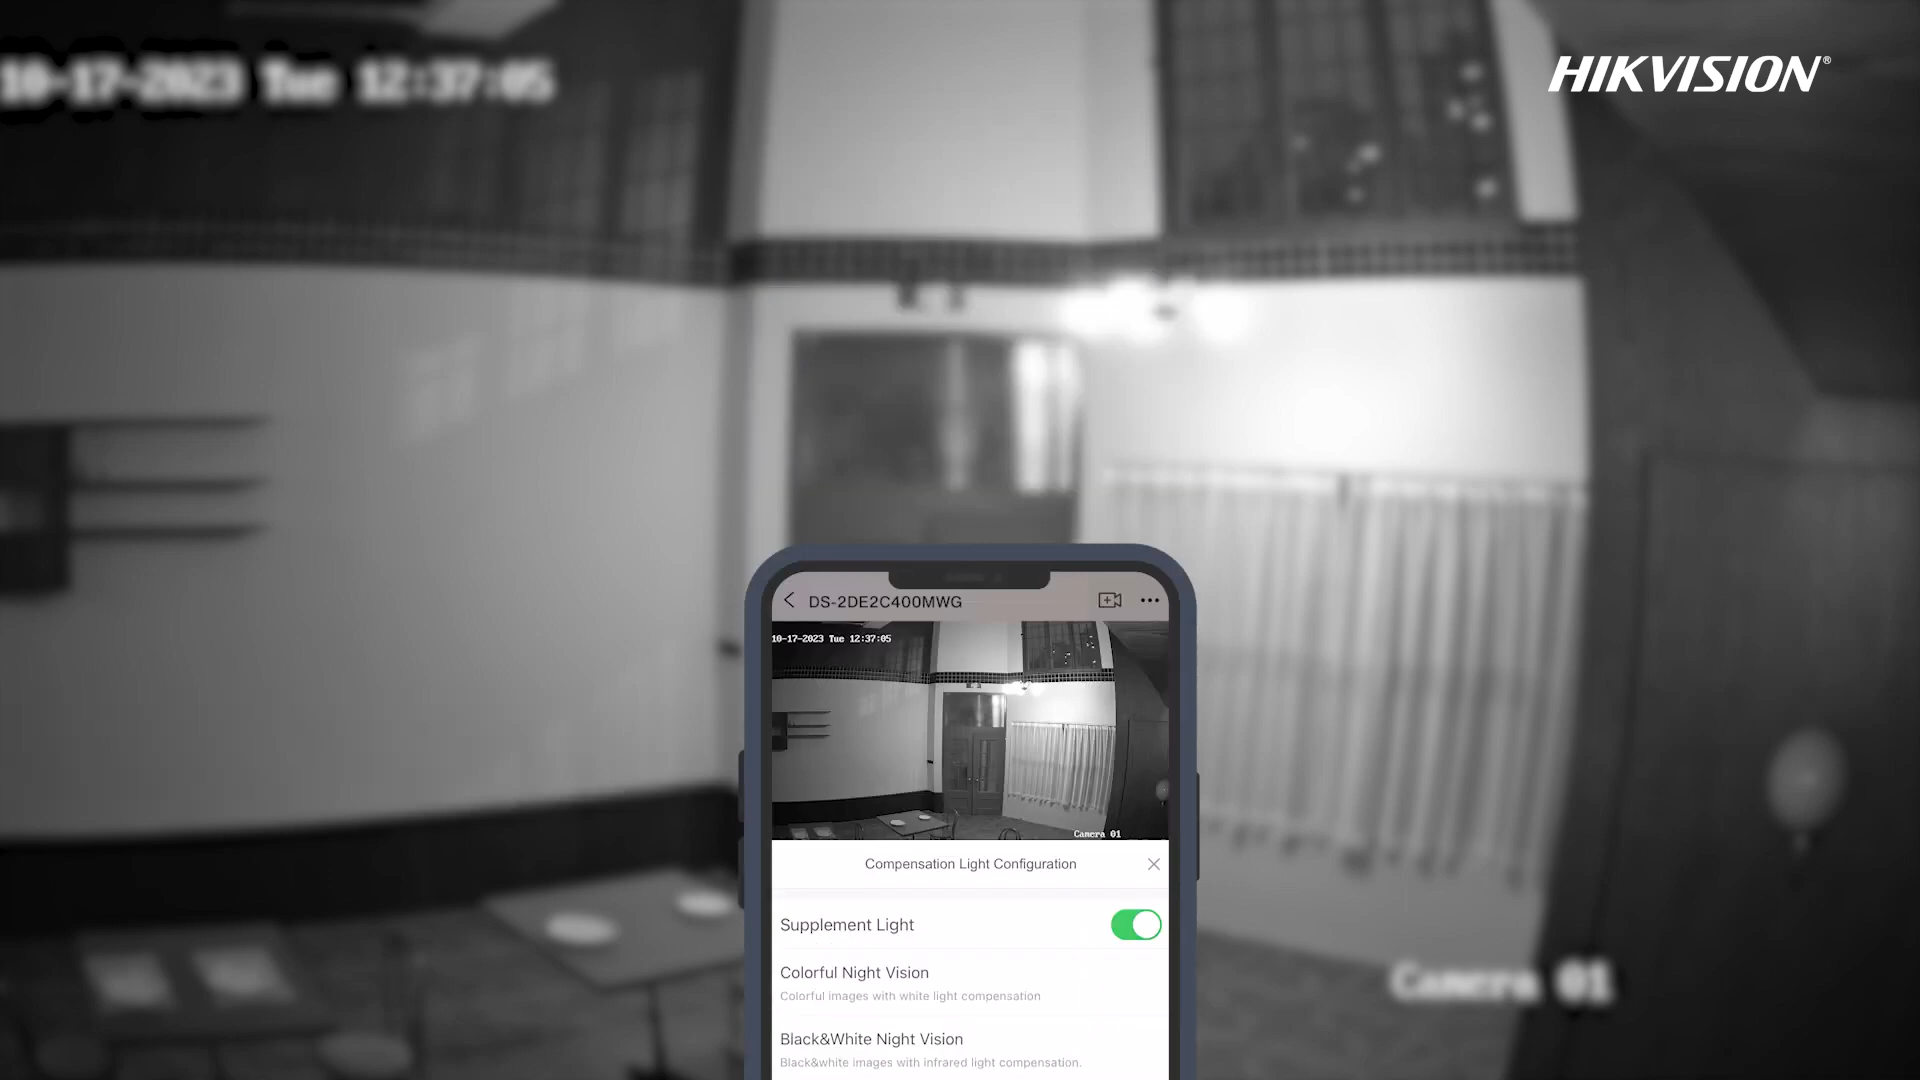 10-17-2023 Tue 12:37:05
HIKVISION®
DS-2DE2C400MWG
10-17-2023 Tue 12:37:05
Camera 01
Compensation Light Configuration
Supplement Light
Colorful Night Vision
Colorful images with white light compensation
Black&White Night Vision
Black&white images with infrared light compensation.
Camera 01